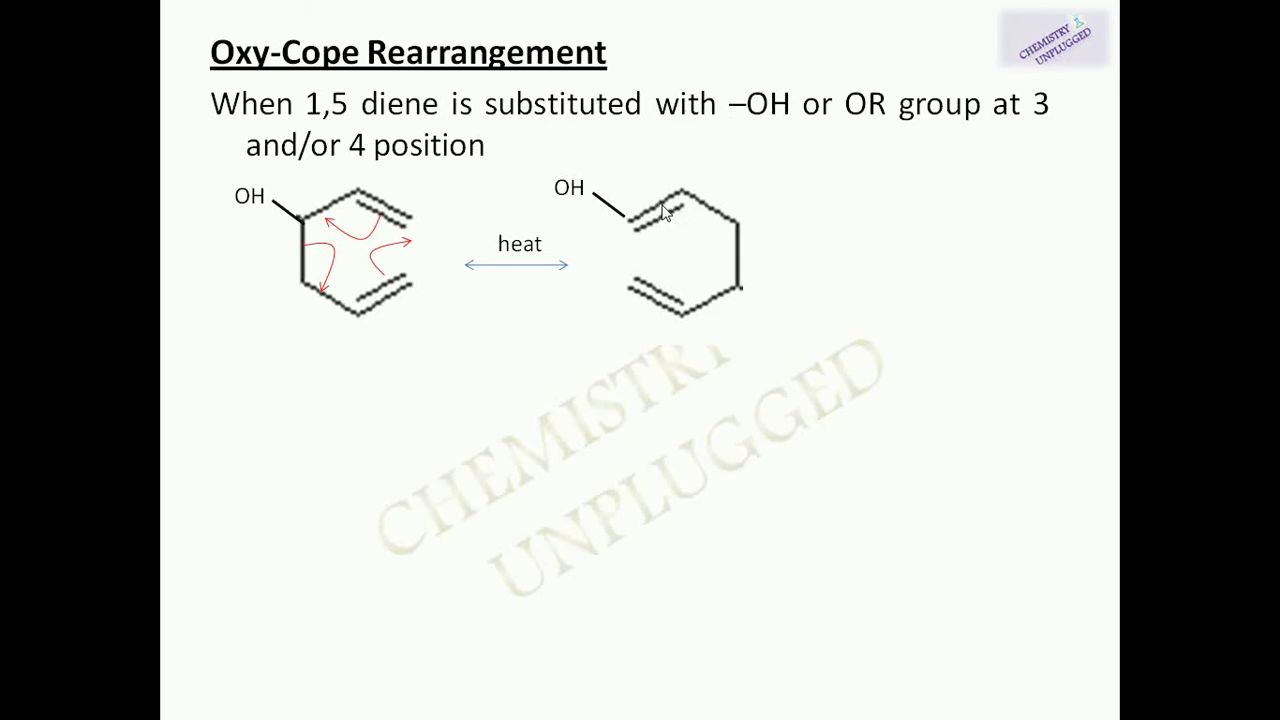 Oxy-Cope Rearrangement
CHEMISTRY
UNPLUGGED
When 1,5 diene is substituted with –OH or OR group at 3
and/or 4 position
OH
OH
heat
CHEMISTRY
UNPLUGGED